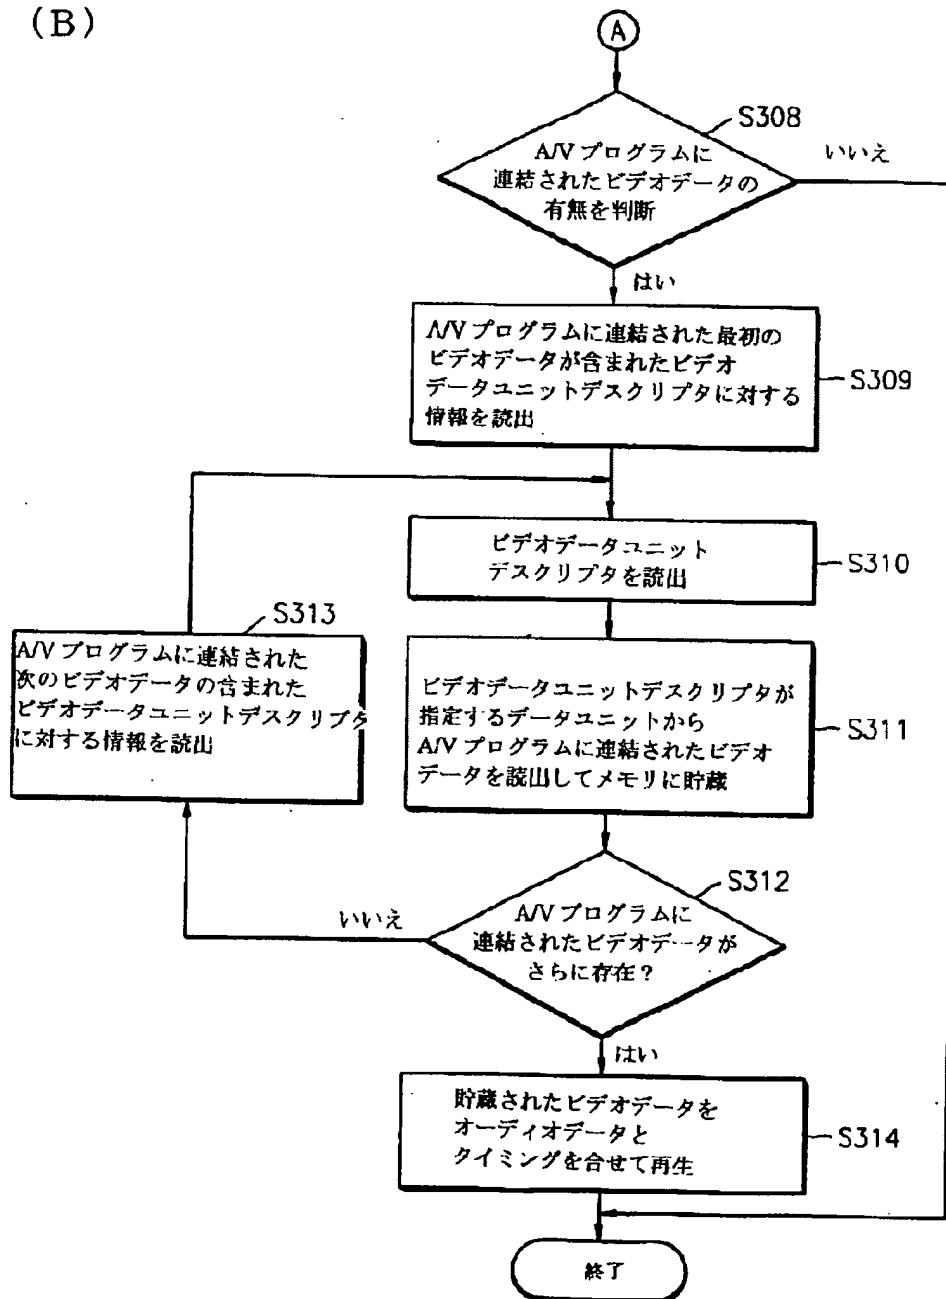 (B)
A
S308
A/V プログラムに
連結されたビデオデータの
有無を判断
いいえ
はい
A/V プログラムに連結された最初の
ビデオデータが含まれたビデオ
データユニットデスクリプタに対する
情報を読出
S309
ビデオデータユニット
デスクリプタを読出
S310
S313
A/V プログラムに連結された
次のビデオデータの含まれた
ビデオデータユニットデスクリプタ
に対する情報を読出
ビデオデータユニットデスクリプタが
指定するデータユニットから
A/V プログラムに連結されたビデオ
データを読出してメモリに貯蔵
S311
S312
いいえ
A/V プログラムに
連結されたビデオデータが
さらに存在?
はい
貯蔵されたビデオデータを
オーディオデータと
タイミングを合せて再生
S314
終了